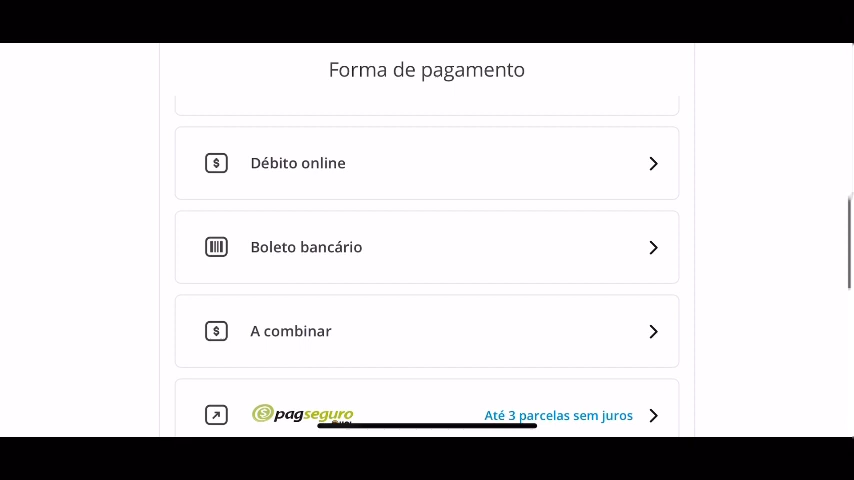 Forma de pagamento
Débito online
Boleto bancário
A combinar
pagseguro
Até 3 parcelas sem juros